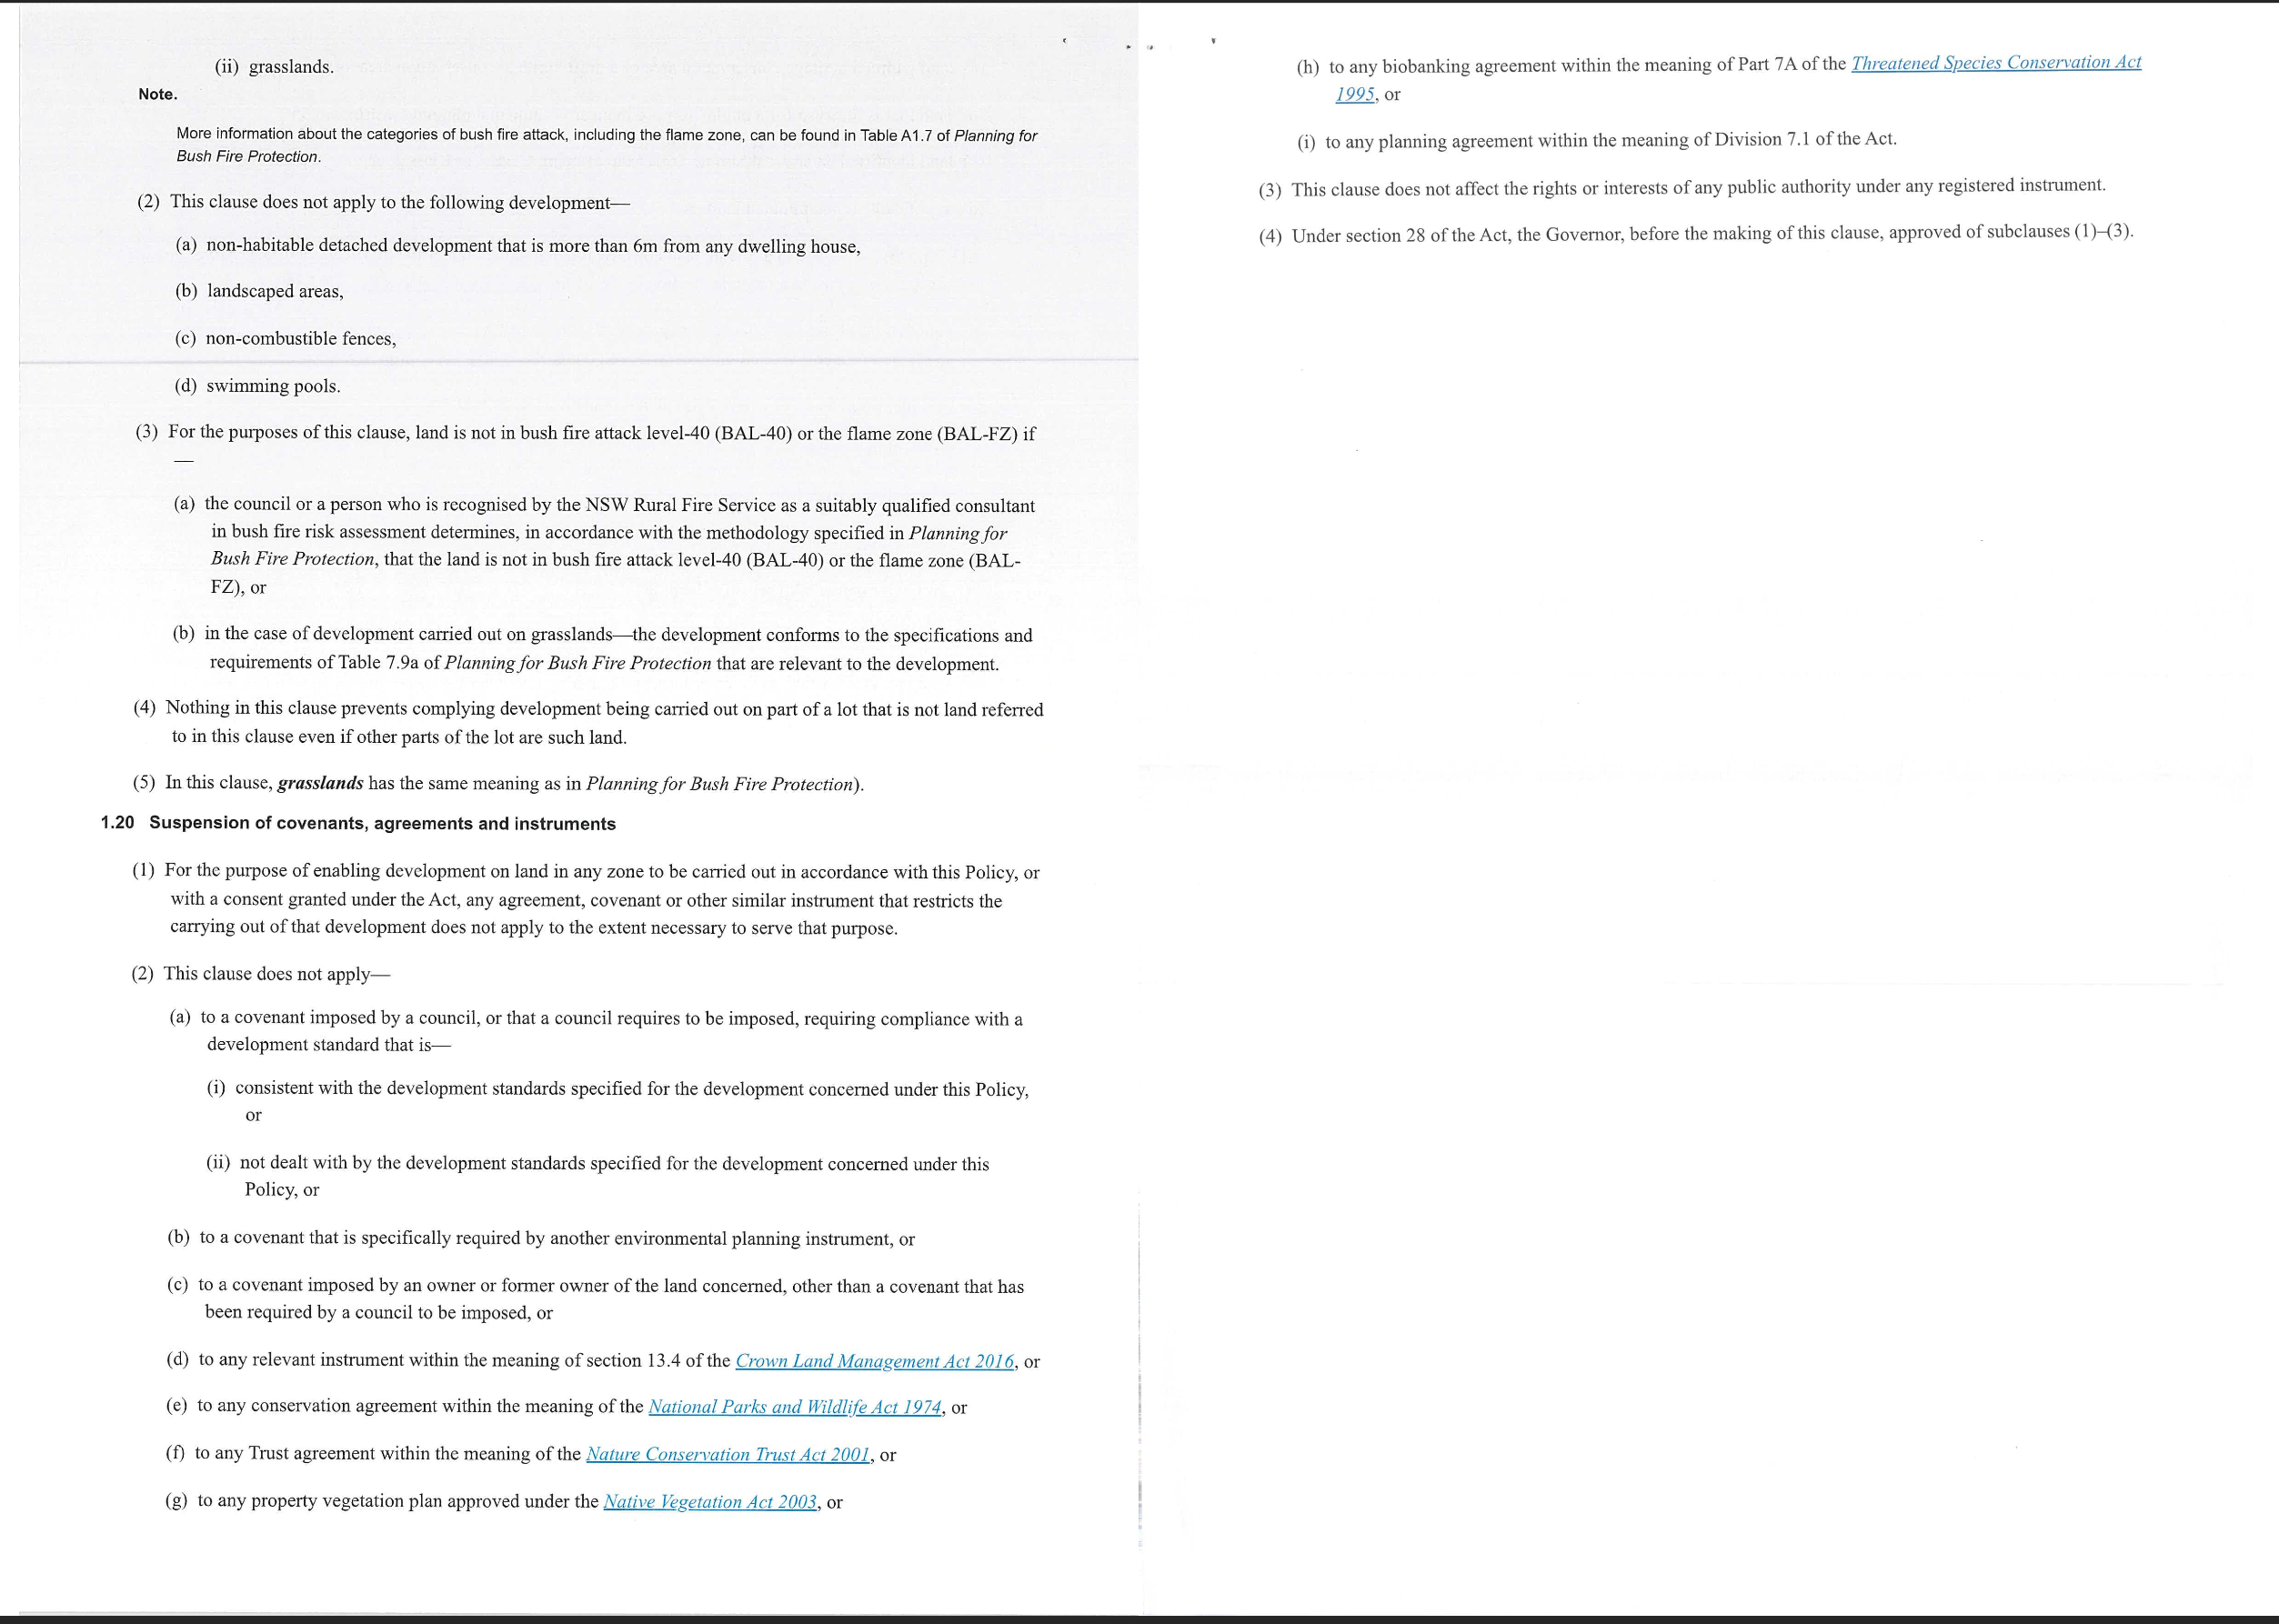 (ii) grasslands.
Note.
More information about the categories of bush fire attack, including the flame zone, can be found in Table A1.7 of Planning for
Bush Fire Protection.
(2) This clause does not apply to the following development—
(a) non-habitable detached development that is more than 6m from any dwelling house,
(b) landscaped areas,
(c) non-combustible fences,
(d) swimming pools.
(3) For the purposes of this clause, land is not in bush fire attack level-40 (BAL-40) or the flame zone (BAL-FZ) if
—
(a) the council or a person who is recognised by the NSW Rural Fire Service as a suitably qualified consultant
in bush fire risk assessment determines, in accordance with the methodology specified in Planning for
Bush Fire Protection, that the land is not in bush fire attack level-40 (BAL-40) or the flame zone (BAL-
FZ), or
(b) in the case of development carried out on grasslands—the development conforms to the specifications and
requirements of Table 7.9a of Planning for Bush Fire Protection that are relevant to the development.
(4) Nothing in this clause prevents complying development being carried out on part of a lot that is not land referred
to in this clause even if other parts of the lot are such land.
(5) In this clause, grasslands has the same meaning as in Planning for Bush Fire Protection).
1.20 Suspension of covenants, agreements and instruments
(1) For the purpose of enabling development on land in any zone to be carried out in accordance with this Policy, or
with a consent granted under the Act, any agreement, covenant or other similar instrument that restricts the
carrying out of that development does not apply to the extent necessary to serve that purpose.
(2) This clause does not apply—
(a) to a covenant imposed by a council, or that a council requires to be imposed, requiring compliance with a
development standard that is—
(i) consistent with the development standards specified for the development concerned under this Policy,
or
(ii) not dealt with by the development standards specified for the development concerned under this
Policy, or
(b) to a covenant that is specifically required by another environmental planning instrument, or
(c) to a covenant imposed by an owner or former owner of the land concerned, other than a covenant that has
been required by a council to be imposed, or
(d) to any relevant instrument within the meaning of section 13.4 of the Crown Land Management Act 2016, or
(e) to any conservation agreement within the meaning of the National Parks and Wildlife Act 1974, or
(f) to any Trust agreement within the meaning of the Nature Conservation Trust Act 2001, or
(g) to any property vegetation plan approved under the Native Vegetation Act 2003, or
(h) to any biobanking agreement within the meaning of Part 7A of the Threatened Species Conservation Act
1995, or
(i) to any planning agreement within the meaning of Division 7.1 of the Act.
(3) This clause does not affect the rights or interests of any public authority under any registered instrument.
(4) Under section 28 of the Act, the Governor, before the making of this clause, approved of subclauses (1)–(3).